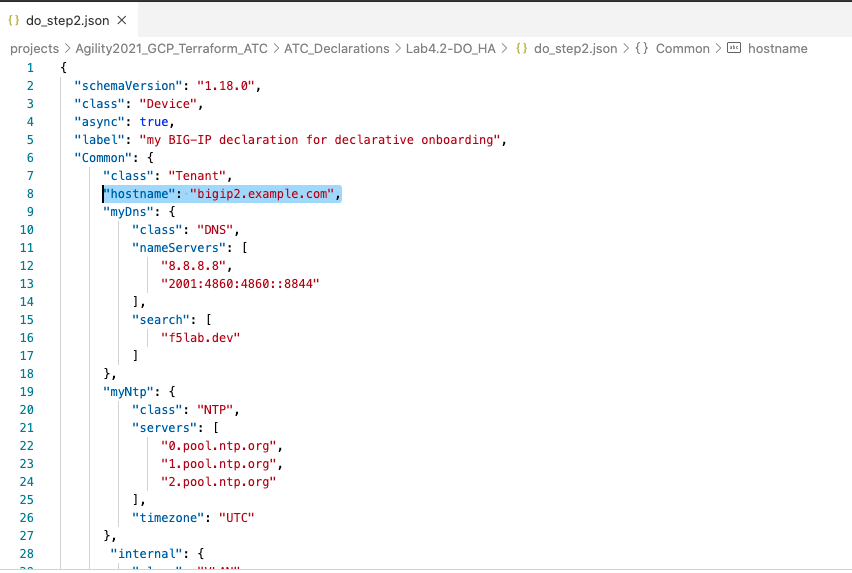 {} do_step2.json ×
projects > Agility2021_GCP_Terraform_ATC > ATC_Declarations > Lab4.2-DO_HA > {} do_step2.json > {} Common > abc hostname
1 {
2 "schemaVersion": "1.18.0",
3 "class": "Device",
4 "async": true,
5 "label": "my BIG-IP declaration for declarative onboarding",
6 "Common": {
7 "class": "Tenant",
8 "hostname": "bigip2.example.com",
9 "myDns": {
10 "class": "DNS",
11 "nameServers": [
12 "8.8.8.8",
13 "2001:4860:4860::8844"
14 ],
15 "search": [
16 "f5lab.dev"
17 ]
18 },
19 "myNtp": {
20 "class": "NTP",
21 "servers": [
22 "0.pool.ntp.org",
23 "1.pool.ntp.org",
24 "2.pool.ntp.org"
25 ],
26 "timezone": "UTC"
27 },
28 "internal": {